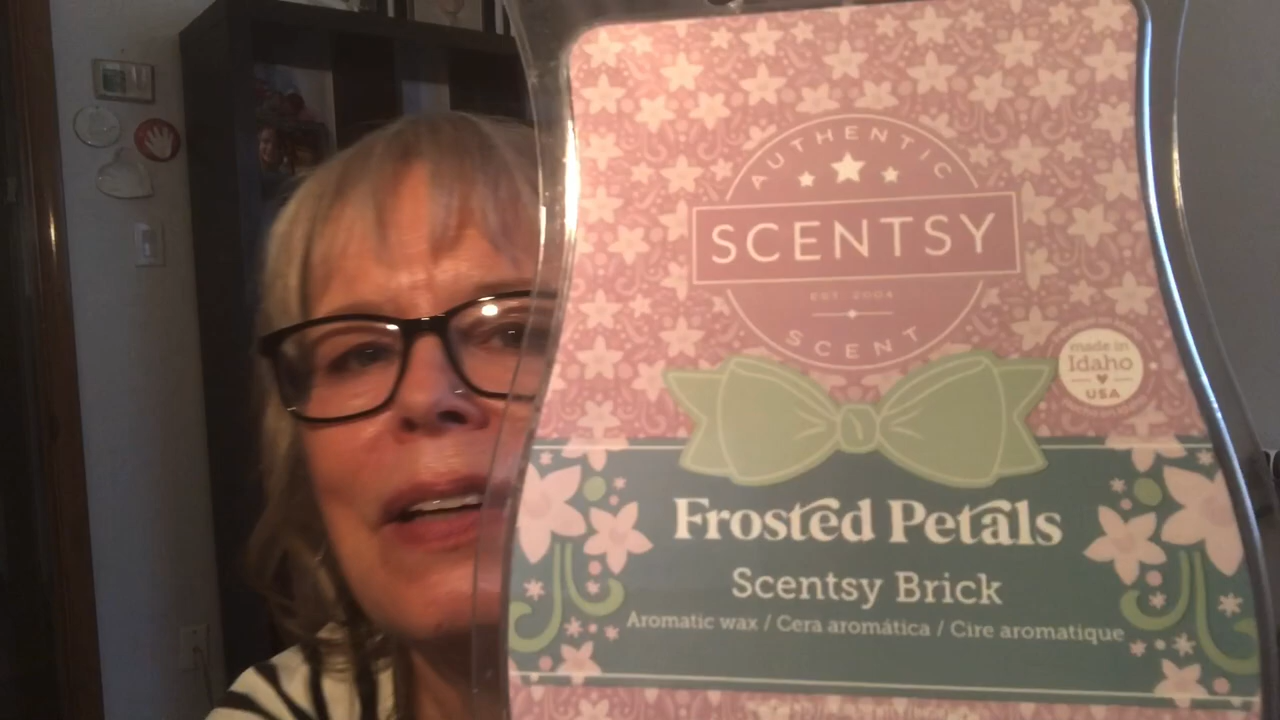 AUTHENTIC
SCENTSY
EST. 2004
SCENT
made in
Idaho
USA
Frosted Petals
Scentsy Brick
Aromatic wax / Cera aromática / Cire aromatique